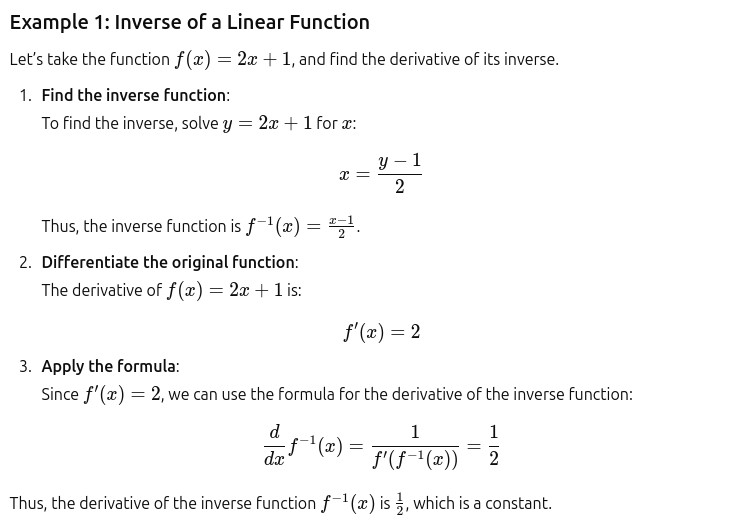 Example 1: Inverse of a Linear Function
Let's take the function f(x) = 2x + 1, and find the derivative of its inverse.
1. Find the inverse function:
To find the inverse, solve y = 2x + 1 for x:
x = \frac{y − 1}{2}
Thus, the inverse function is f^{−1}(x) = \frac{x−1}{2}.
2. Differentiate the original function:
The derivative of f(x) = 2x + 1 is:
f′(x) = 2
3. Apply the formula:
Since f′(x) = 2, we can use the formula for the derivative of the inverse function:
\frac{d}{dx} f^{−1}(x) = \frac{1}{f′(f^{−1}(x))} = \frac{1}{2}
Thus, the derivative of the inverse function f^{−1}(x) is \frac{1}{2}, which is a constant.